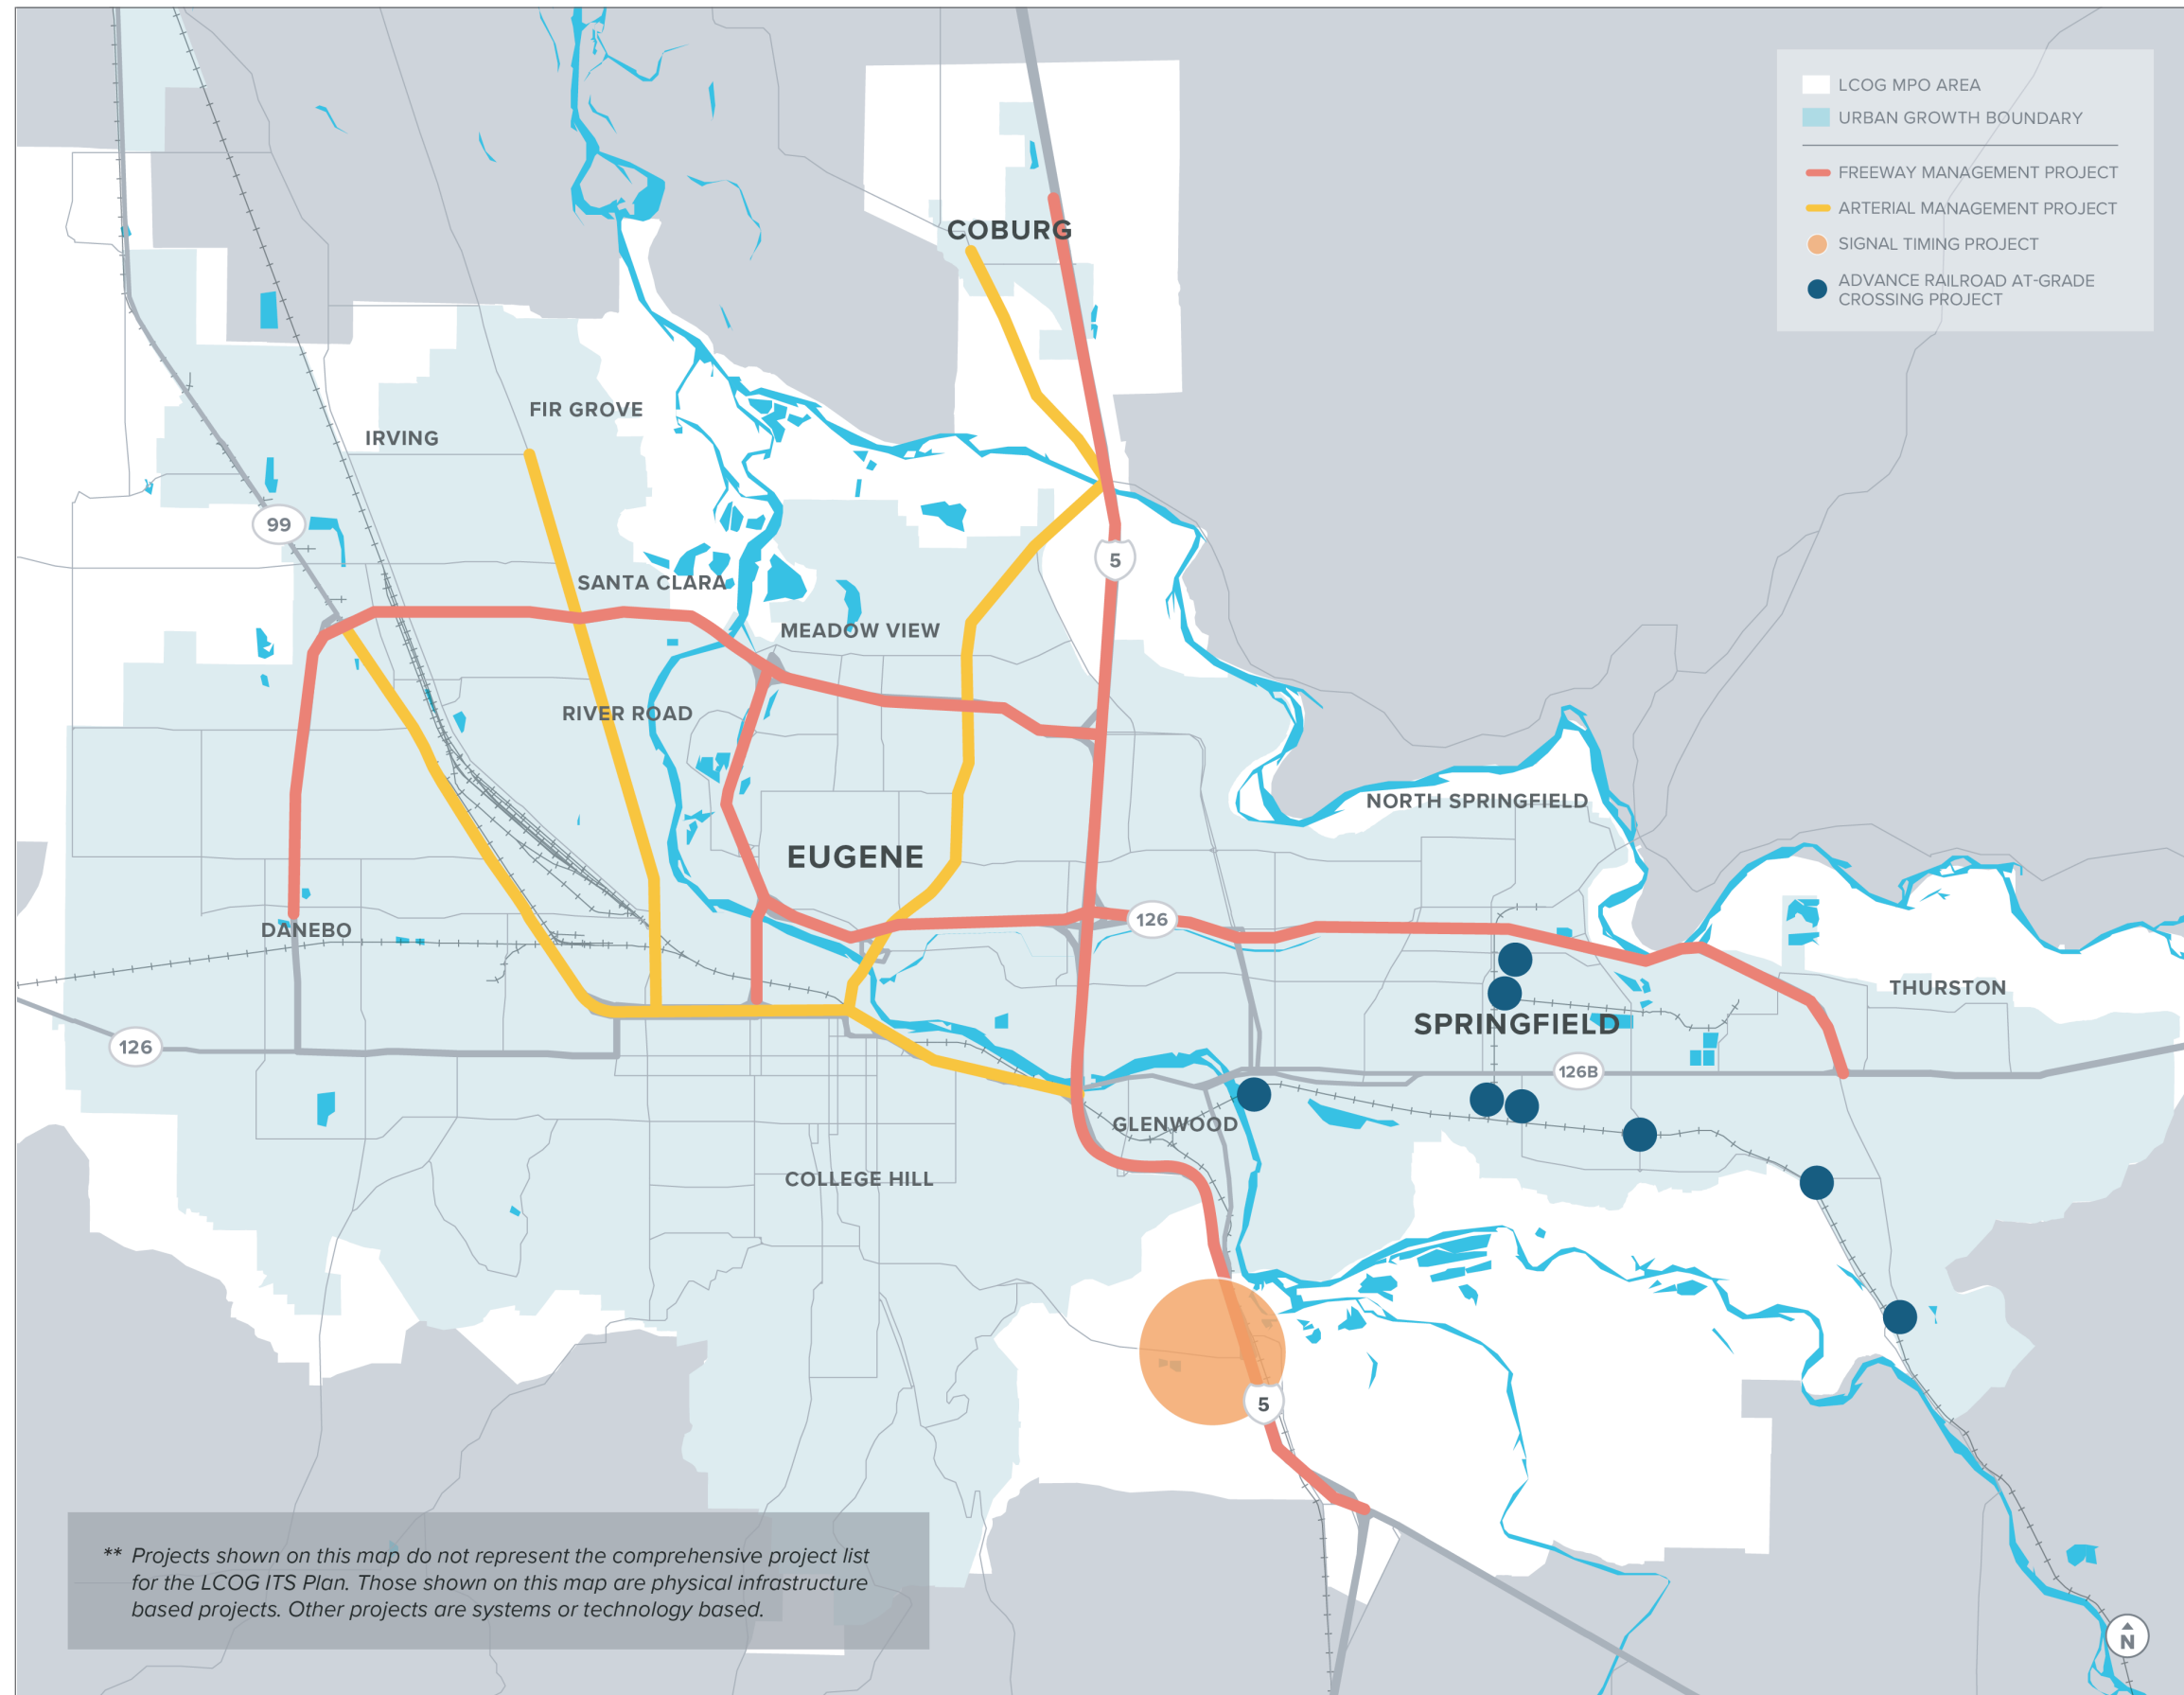 LCOG MPO AREA
URBAN GROWTH BOUNDARY
FREEWAY MANAGEMENT PROJECT
ARTERIAL MANAGEMENT PROJECT
SIGNAL TIMING PROJECT
ADVANCE RAILROAD AT-GRADE
CROSSING PROJECT
COBURG
FIR GROVE
IRVING
99
5
SANTA CLARA
MEADOW VIEW
RIVER ROAD
NORTH SPRINGFIELD
EUGENE
126
DANEBO
THURSTON
SPRINGFIELD
126
126B
GLENWOOD
COLLEGE HILL
5
** Projects shown on this map do not represent the comprehensive project list
for the LCOG ITS Plan. Those shown on this map are physical infrastructure
based projects. Other projects are systems or technology based.
N